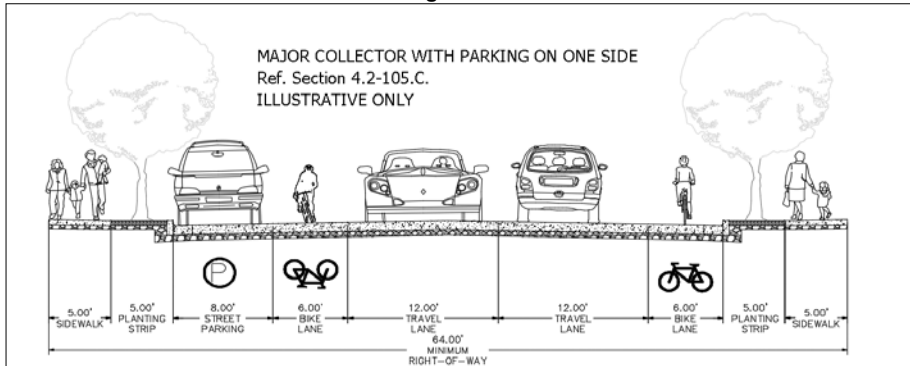 MAJOR COLLECTOR WITH PARKING ON ONE SIDE
Ref. Section 4.2-105.C.
ILLUSTRATIVE ONLY
P
5.00'
SIDEWALK
5.00'
PLANTING
STRIP
8.00'
STREET
PARKING
6.00'
BIKE
LANE
12.00'
TRAVEL
LANE
12.00'
TRAVEL
LANE
6.00'
BIKE
LANE
5.00'
PLANTING
STRIP
5.00'
SIDEWALK
64.00'
MINIMUM
RIGHT-OF-WAY